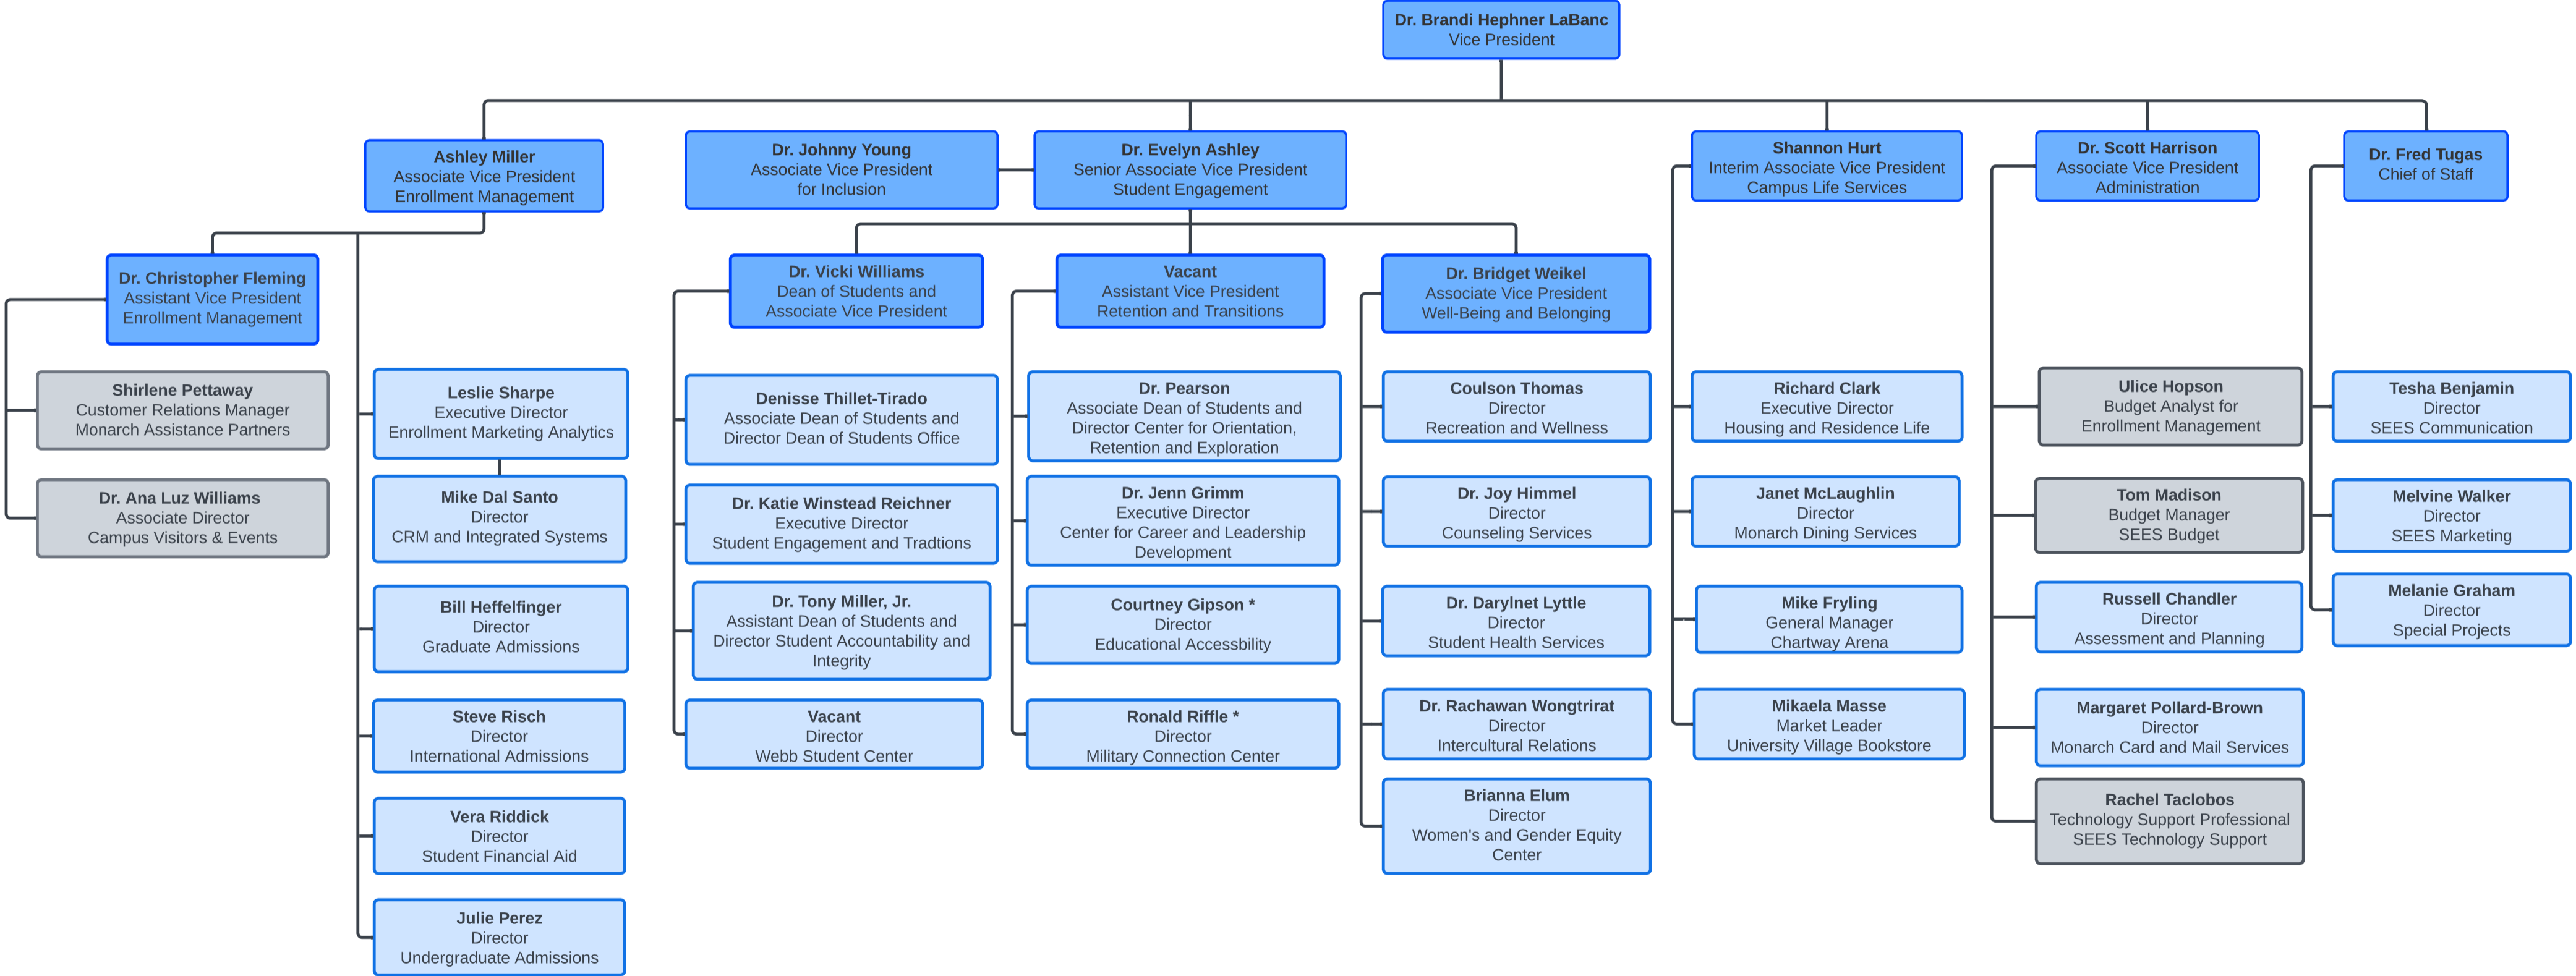 Dr. Brandi Hephner LaBanc
Vice President
Ashley Miller
Associate Vice President
Enrollment Management
Dr. Johnny Young
Associate Vice President
for Inclusion
Dr. Evelyn Ashley
Senior Associate Vice President
Student Engagement
Shannon Hurt
Interim Associate Vice President
Campus Life Services
Dr. Scott Harrison
Associate Vice President
Administration
Dr. Fred Tugas
Chief of Staff
Dr. Christopher Fleming
Assistant Vice President
Enrollment Management
Shirlene Pettaway
Customer Relations Manager
Monarch Assistance Partners
Dr. Ana Luz Williams
Associate Director
Campus Visitors & Events
Leslie Sharpe
Executive Director
Enrollment Marketing Analytics
Mike Dal Santo
Director
CRM and Integrated Systems
Bill Heffelfinger
Director
Graduate Admissions
Steve Risch
Director
International Admissions
Vera Riddick
Director
Student Financial Aid
Julie Perez
Director
Undergraduate Admissions
Dr. Vicki Williams
Dean of Students and
Associate Vice President
Denisse Thillet-Tirado
Associate Dean of Students and
Director Dean of Students Office
Dr. Katie Winstead Reichner
Executive Director
Student Engagement and Tradtions
Dr. Tony Miller, Jr.
Assistant Dean of Students and
Director Student Accountability and
Integrity
Vacant
Director
Webb Student Center
Vacant
Assistant Vice President
Retention and Transitions
Dr. Pearson
Associate Dean of Students and
Director Center for Orientation,
Retention and Exploration
Dr. Jenn Grimm
Executive Director
Center for Career and Leadership
Development
Courtney Gipson *
Director
Educational Accessbility
Ronald Riffle *
Director
Military Connection Center
Dr. Bridget Weikel
Associate Vice President
Well-Being and Belonging
Coulson Thomas
Director
Recreation and Wellness
Dr. Joy Himmel
Director
Counseling Services
Dr. Darylnet Lyttle
Director
Student Health Services
Dr. Rachawan Wongtrirat
Director
Intercultural Relations
Brianna Elum
Director
Women's and Gender Equity
Center
Richard Clark
Executive Director
Housing and Residence Life
Janet McLaughlin
Director
Monarch Dining Services
Mike Fryling
General Manager
Chartway Arena
Mikaela Masse
Market Leader
University Village Bookstore
Ulice Hopson
Budget Analyst for
Enrollment Management
Tom Madison
Budget Manager
SEES Budget
Russell Chandler
Director
Assessment and Planning
Margaret Pollard-Brown
Director
Monarch Card and Mail Services
Rachel Taclobos
Technology Support Professional
SEES Technology Support
Tesha Benjamin
Director
SEES Communication
Melvine Walker
Director
SEES Marketing
Melanie Graham
Director
Special Projects